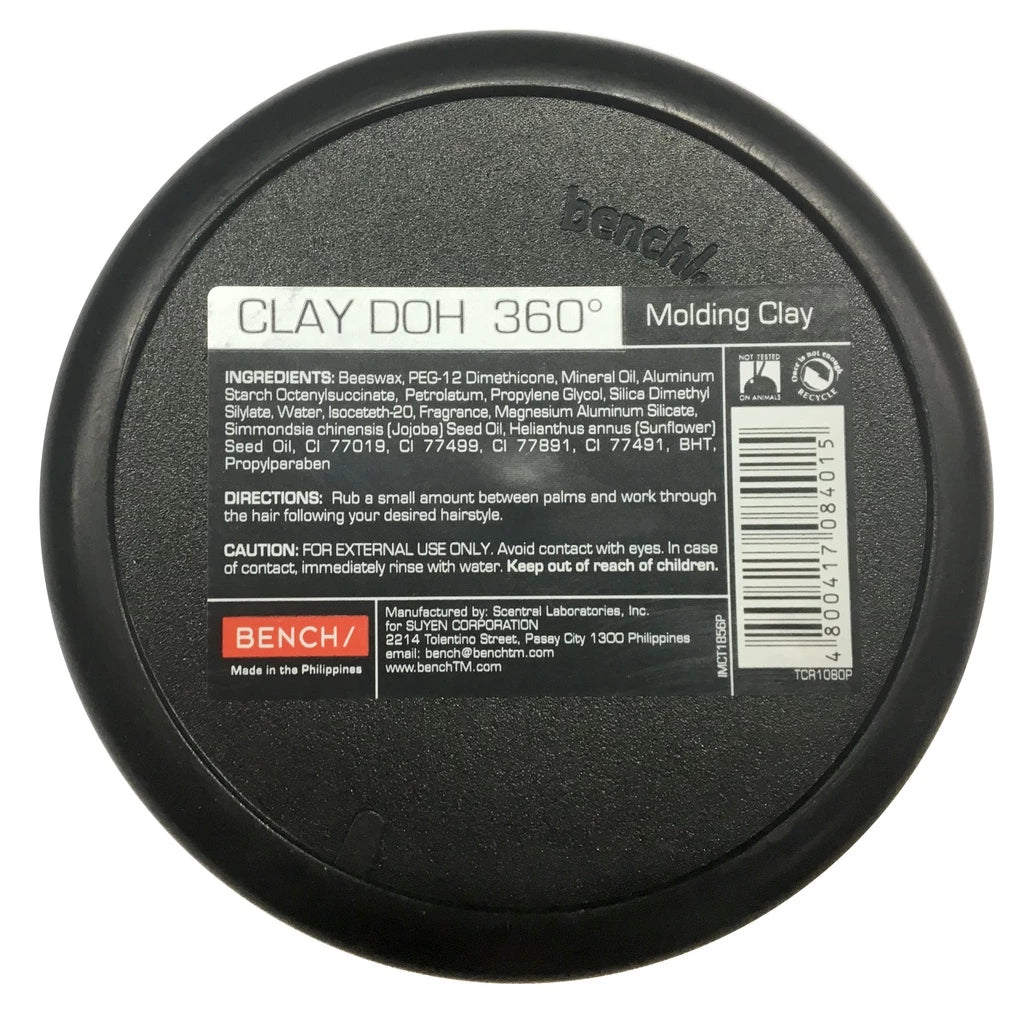 bench/
CLAY DOH 360°
Molding Clay
INGREDIENTS: Beeswax, PEG-12 Dimethicone, Mineral Oil, Aluminum
Starch Octenylsuccinate, Petrolatum, Propylene Glycol, Silica Dimethyl
Silylate, Water, Isoceteth-20, Fragrance, Magnesium Aluminum Silicate,
Simmondsia chinensis (Jojoba) Seed Oil, Helianthus annus (Sunflower)
Seed Oil, CI 77019, CI 77499, CI 77891, CI 77491, BHT,
Propylparaben
DIRECTIONS: Rub a small amount between palms and work through
the hair following your desired hairstyle.
CAUTION: FOR EXTERNAL USE ONLY. Avoid contact with eyes. In case
of contact, immediately rinse with water. Keep out of reach of children.
NOT TESTED
ON ANIMALS
Once is not enough
RECYCLE
4 800417 084015
TCR1080P
BENCH/
Made in the Philippines
Manufactured by: Scentral Laboratories, Inc.
for SUYEN CORPORATION
2214 Tolentino Street, Pasay City 1300 Philippines
email: bench@benchtm.com
www.benchTM.com
IMCT1856P